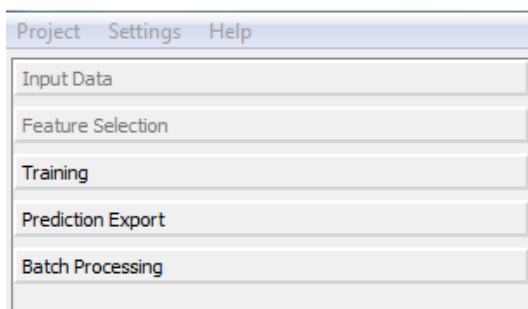 Project Settings Help
Input Data
Feature Selection
Training
Prediction Export
Batch Processing